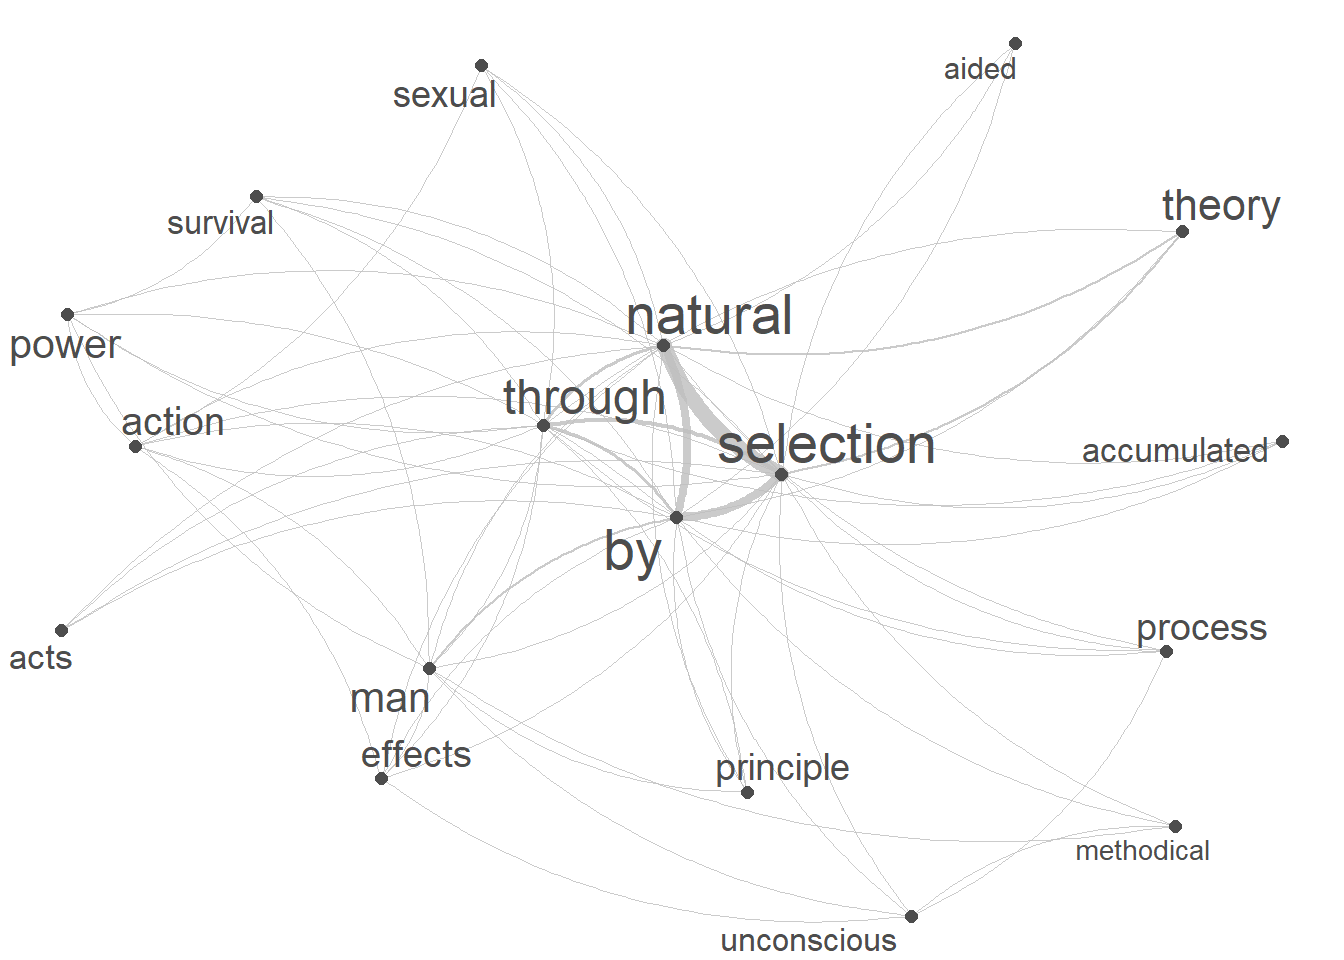 aided
sexual
theory
survival
natural
power
through
action
selection
accumulated
by
process
acts
man
effects
principle
methodical
unconscious